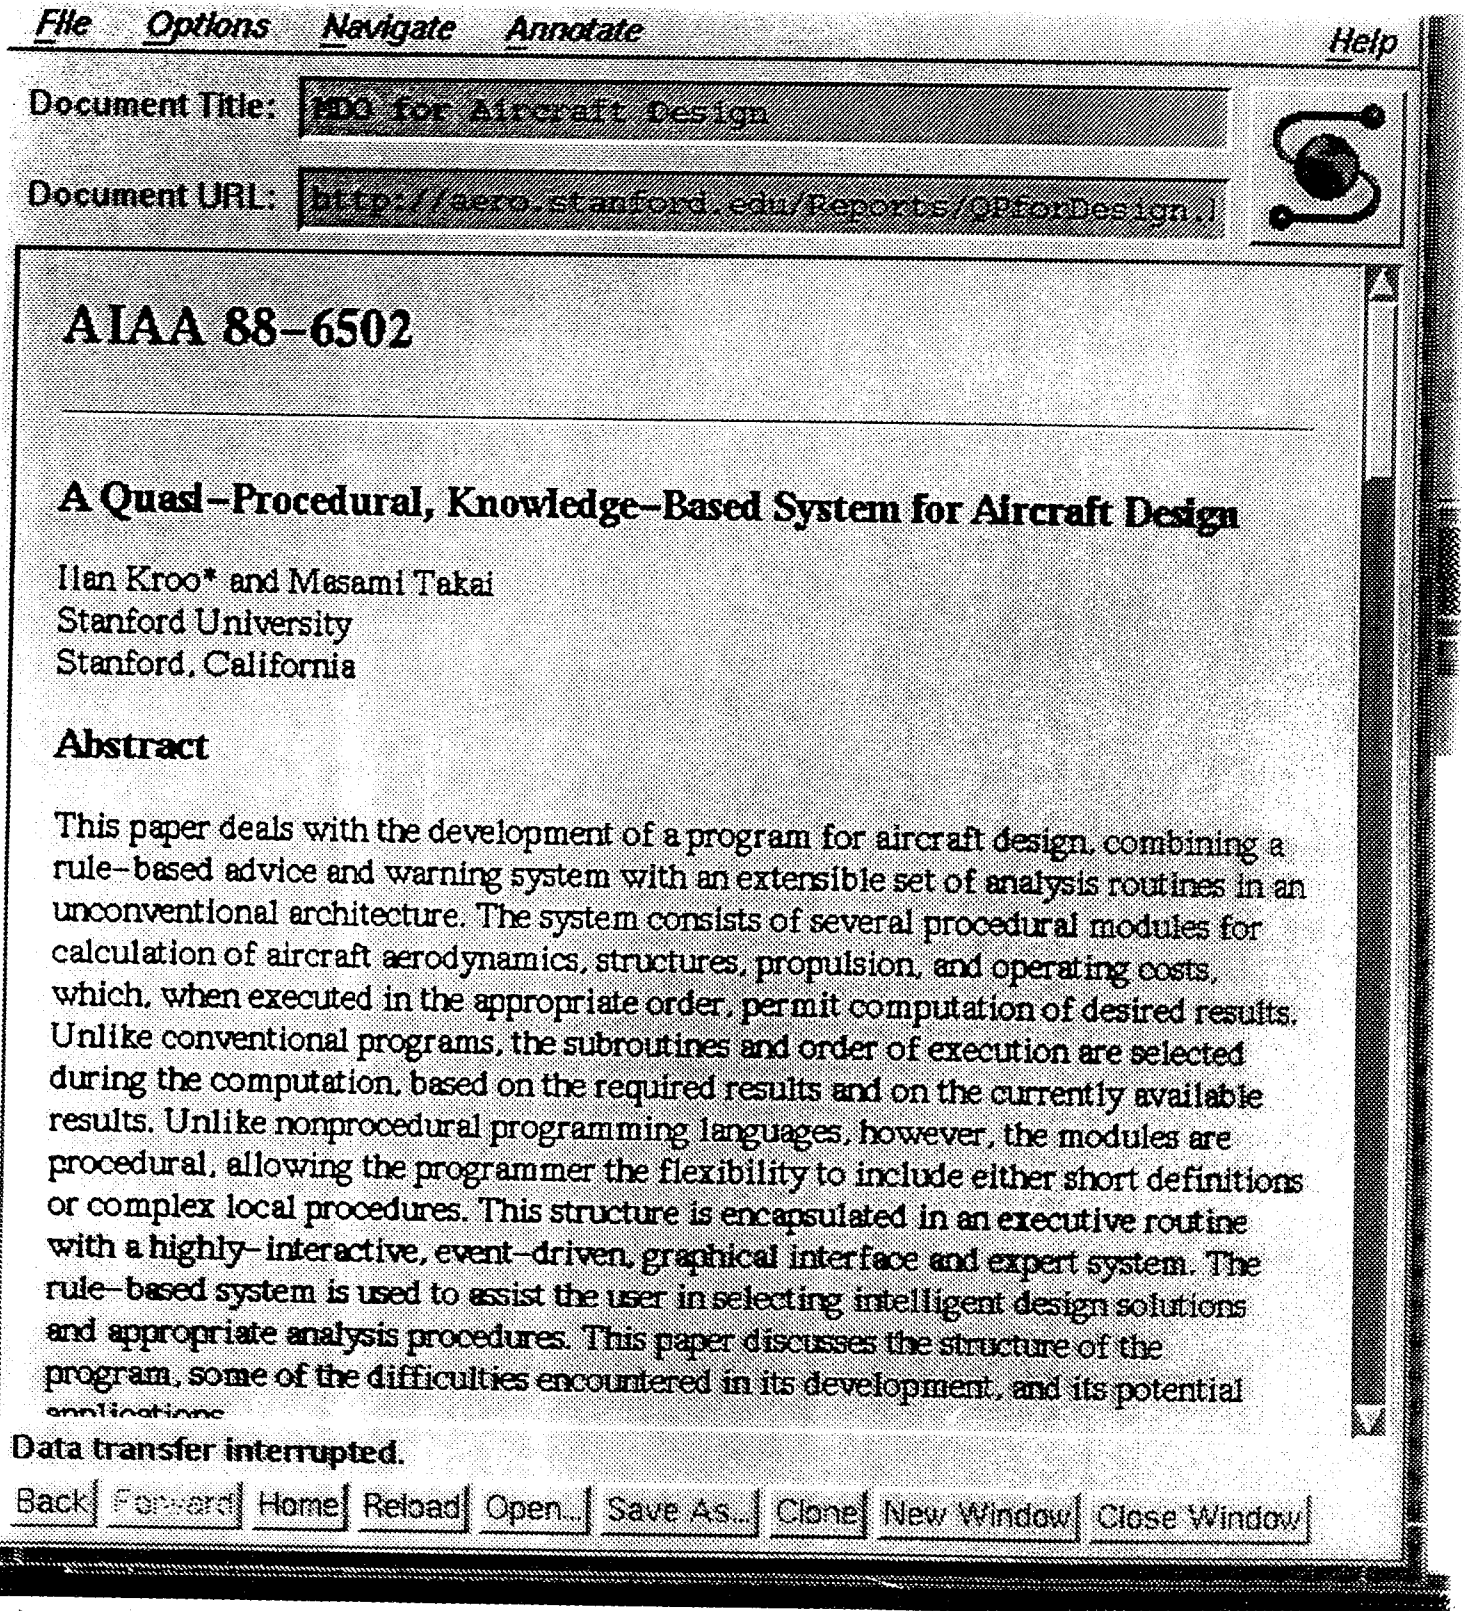 File Options Navigate Annotate Help
Document Title: MDO for Aircraft Design
Document URL: http://aero.stanford.edu/Reports/QPforDesign.
AIAA 88-6502
A Quasi-Procedural, Knowledge-Based System for Aircraft Design
Ilan Kroo* and Masami Takai
Stanford University
Stanford, California
Abstract
This paper deals with the development of a program for aircraft design, combining a
rule-based advice and warning system with an extensible set of analysis routines in an
unconventional architecture. The system consists of several procedural modules for
calculation of aircraft aerodynamics, structures, propulsion, and operating costs,
which, when executed in the appropriate order, permit computation of desired results.
Unlike conventional programs, the subroutines and order of execution are selected
during the computation, based on the required results and on the currently available
results. Unlike nonprocedural programming languages, however, the modules are
procedural, allowing the programmer the flexibility to include either short definitions
or complex local procedures. This structure is encapsulated in an executive routine
with a highly-interactive, event-driven, graphical interface and expert system. The
rule-based system is used to assist the user in selecting intelligent design solutions
and appropriate analysis procedures. This paper discusses the structure of the
program, some of the difficulties encountered in its development, and its potential
applications
Data transfer interrupted.
Back Forward Home Reload Open... Save As... Clone New Window Close Window